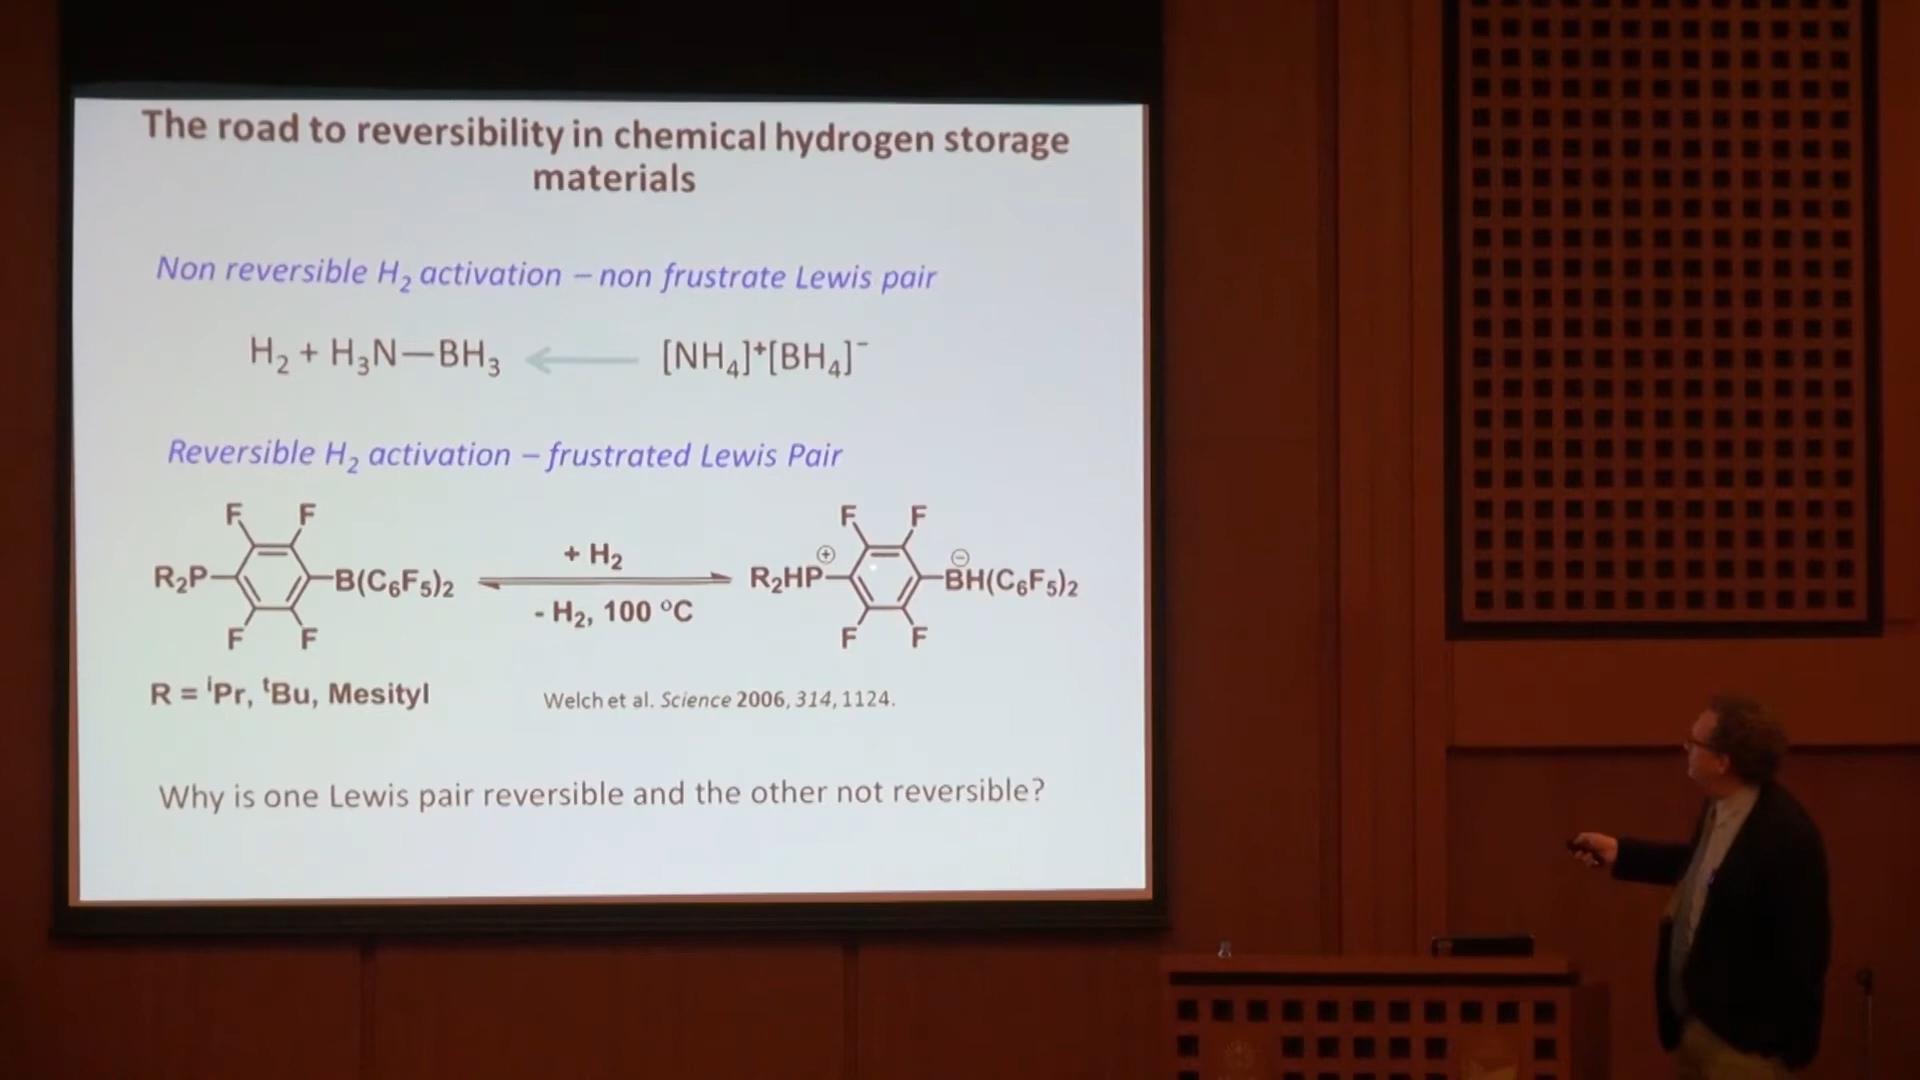 The road to reversibility in chemical hydrogen storage
materials
Non reversible H₂ activation – non frustrate Lewis pair
H₂ + H₃N—BH₃ ← [NH₄]⁺[BH₄]⁻
Reversible H₂ activation – frustrated Lewis Pair
F F F F
R₂P B(C₆F₅)₂ + H₂ R₂HP⊕ ⊖BH(C₆F₅)₂
- H₂, 100 ºC
F F F F
R = ⁱPr, ᵗBu, Mesityl
Welch et al. Science 2006, 314, 1124.
Why is one Lewis pair reversible and the other not reversible?